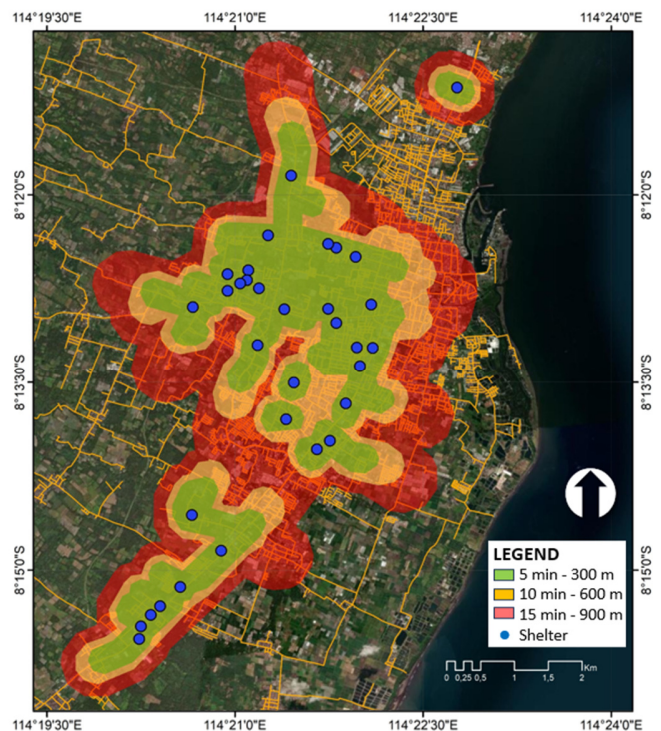 114°19'30"E 114°21'0"E 114°22'30"E 114°24'0"E
8°12'0"S 8°12'0"S
8°13'30"S 8°13'30"S
8°15'0"S 8°15'0"S
LEGEND
5 min - 300 m
10 min - 600 m
15 min - 900 m
Shelter
Km
0 0,25 0,5 1 1,5 2
114°19'30"E 114°21'0"E 114°22'30"E 114°24'0"E